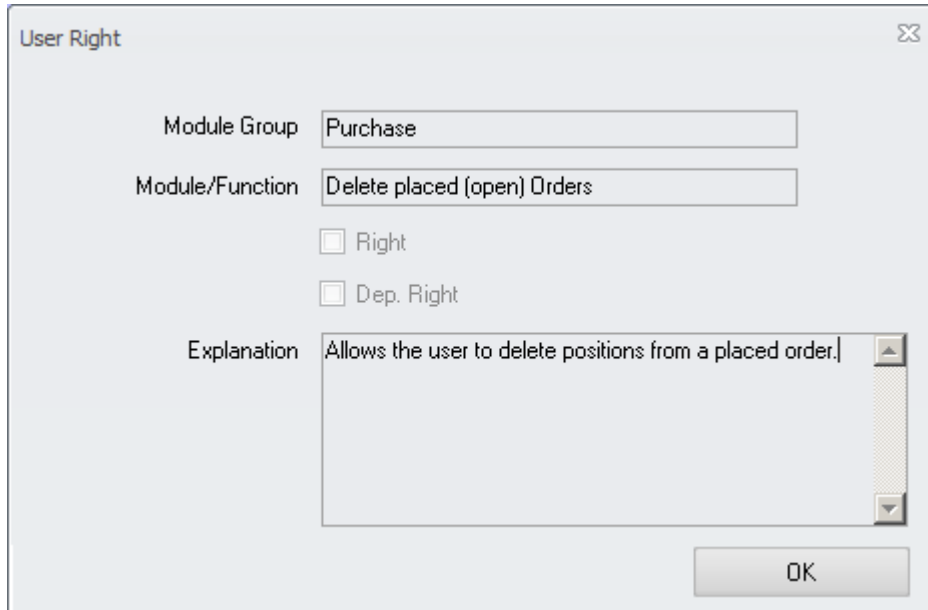 User Right
Module Group Purchase
Module/Function Delete placed (open) Orders
Right
Dep. Right
Explanation Allows the user to delete positions from a placed order.
OK